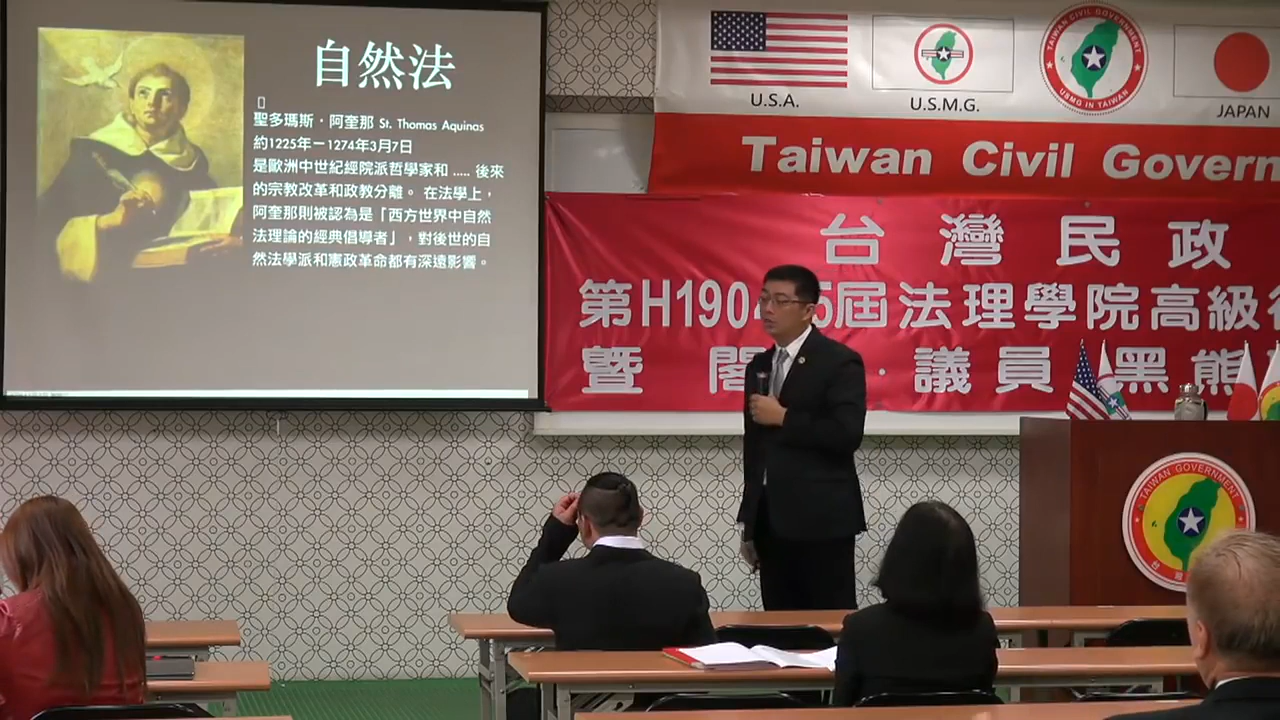 自然法
聖多瑪斯·阿奎那 St. Thomas Aquinas
約1225年－1274年3月7日
是歐洲中世紀經院派哲學家和 ..... 後來
的宗教改革和政教分離。 在法學上，
阿奎那則被認為是「西方世界中自然
法理論的經典倡導者」，對後世的自
然法學派和憲政革命都有深遠影響。
U.S.A.
U.S.M.G.
TAIWAN CIVIL GOVERNMENT
USMG IN TAIWAN
JAPAN
Taiwan Civil Govern
台灣民政
第H190 5屆法理學院高級
暨 閣 · 議員 黑熊
TAIWAN GOVERNMENT